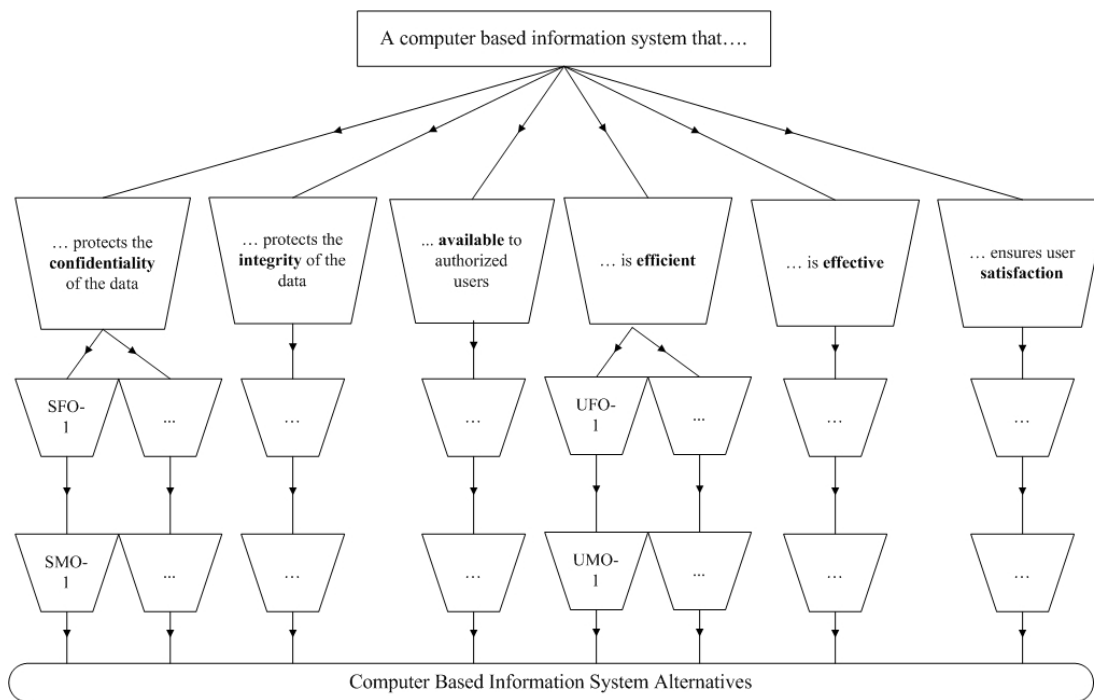 A computer based information system that….
… protects the
confidentiality
of the data
… protects the
integrity of the
data
... available to
authorized
users
… is efficient
… is effective
… ensures user
satisfaction
SFO-
1
...
…
…
UFO-
1
...
…
…
SMO-
1
...
…
…
UMO-
1
...
…
…
Computer Based Information System Alternatives